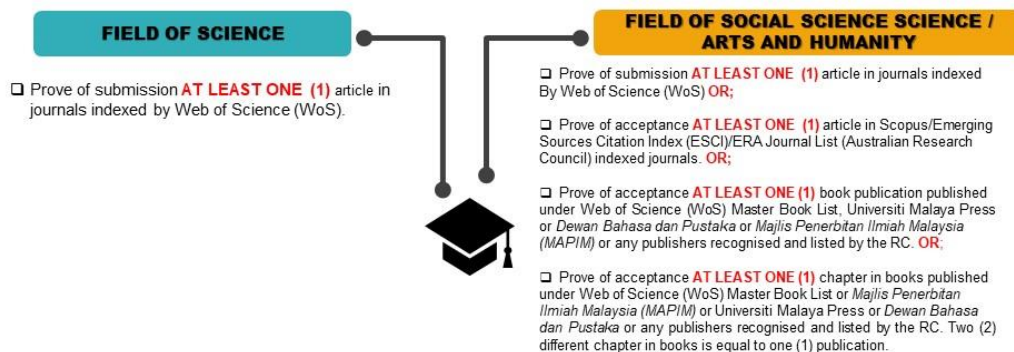 FIELD OF SCIENCE
❑ Prove of submission AT LEAST ONE (1) article in
journals indexed by Web of Science (WoS).
FIELD OF SOCIAL SCIENCE SCIENCE /
ARTS AND HUMANITY
❑ Prove of submission AT LEAST ONE (1) article in journals indexed
By Web of Science (WoS) OR;
❑ Prove of acceptance AT LEAST ONE (1) article in Scopus/Emerging
Sources Citation Index (ESCI)/ERA Journal List (Australian Research
Council) indexed journals. OR;
❑ Prove of acceptance AT LEAST ONE (1) book publication published
under Web of Science (WoS) Master Book List, Universiti Malaya Press
or Dewan Bahasa dan Pustaka or Majlis Penerbitan Ilmiah Malaysia
(MAPIM) or any publishers recognised and listed by the RC. OR;
❑ Prove of acceptance AT LEAST ONE (1) chapter in books published
under Web of Science (WoS) Master Book List or Majlis Penerbitan
Ilmiah Malaysia (MAPIM) or Universiti Malaya Press or Dewan Bahasa
dan Pustaka or any publishers recognised and listed by the RC. Two (2)
different chapter in books is equal to one (1) publication.